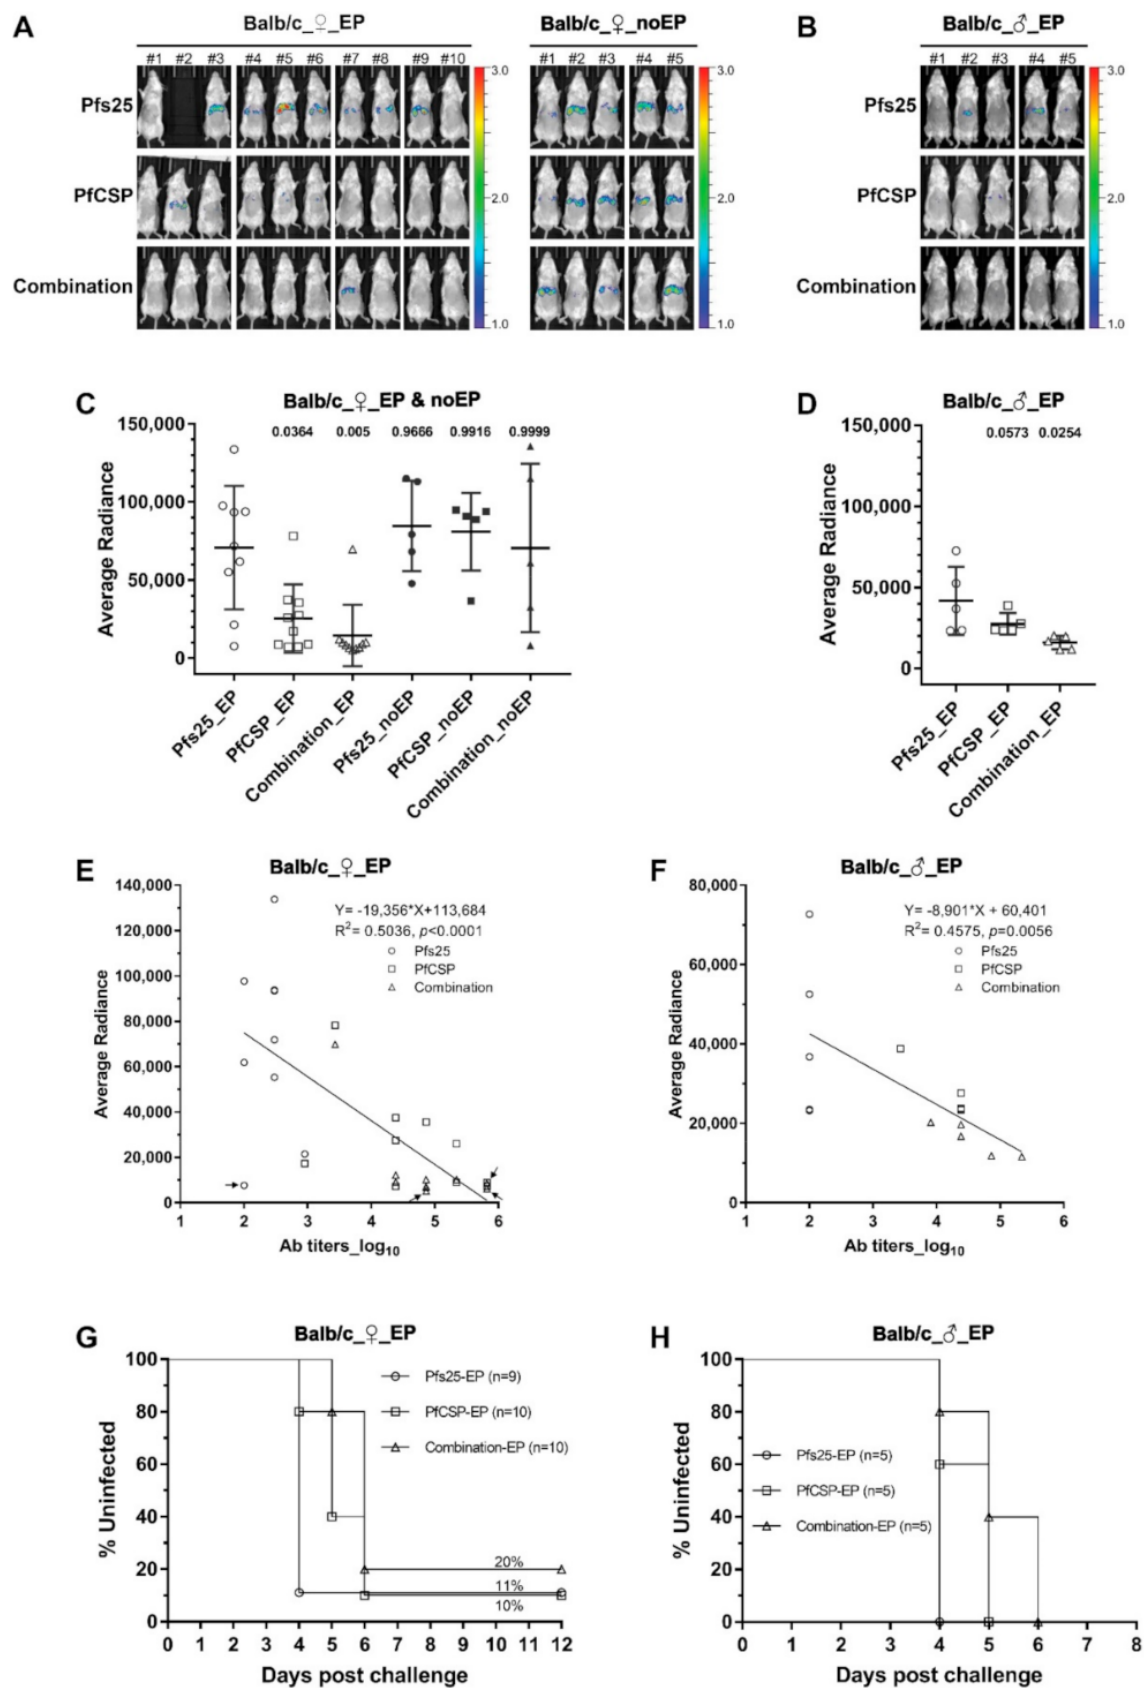 A Balb/c_♀_EP Balb/c_♀_noEP B Balb/c_♂_EP
#1 #2 #3 #4 #5 #6 #7 #8 #9 #10 #1 #2 #3 #4 #5 #1 #2 #3 #4 #5
3.0 3.0 3.0
Pfs25 Pfs25
PfCSP 2.0 2.0 PfCSP 2.0
Combination Combination
1.0 1.0 1.0
C Balb/c_♀_EP & noEP
0.0364 0.005 0.9666 0.9916 0.9999
150,000
100,000
50,000
0
Average Radiance
Pfs25_EP
PfCSP_EP
Combination_EP
Pfs25_noEP
PfCSP_noEP
Combination_noEP
D Balb/c_♂_EP
0.0573 0.0254
150,000
100,000
50,000
0
Average Radiance
Pfs25_EP
PfCSP_EP
Combination_EP
E Balb/c_♀_EP
140,000
120,000
100,000
80,000
60,000
40,000
20,000
0
Average Radiance
Y= -19,356*X+113,684
R2= 0.5036, p<0.0001
Pfs25
PfCSP
Combination
1 2 3 4 5 6
Ab titers_log10
F Balb/c_♂_EP
80,000
60,000
40,000
20,000
0
Average Radiance
Y= -8,901*X + 60,401
R2= 0.4575, p=0.0056
Pfs25
PfCSP
Combination
1 2 3 4 5 6
Ab titers_log10
G Balb/c_♀_EP
100
80
60
40
20
0
% Uninfected
Pfs25-EP (n=9)
PfCSP-EP (n=10)
Combination-EP (n=10)
20%
11%
10%
0 1 2 3 4 5 6 7 8 9 10 11 12
Days post challenge
H Balb/c_♂_EP
100
80
60
40
20
0
% Uninfected
Pfs25-EP (n=5)
PfCSP-EP (n=5)
Combination-EP (n=5)
0 1 2 3 4 5 6 7 8
Days post challenge